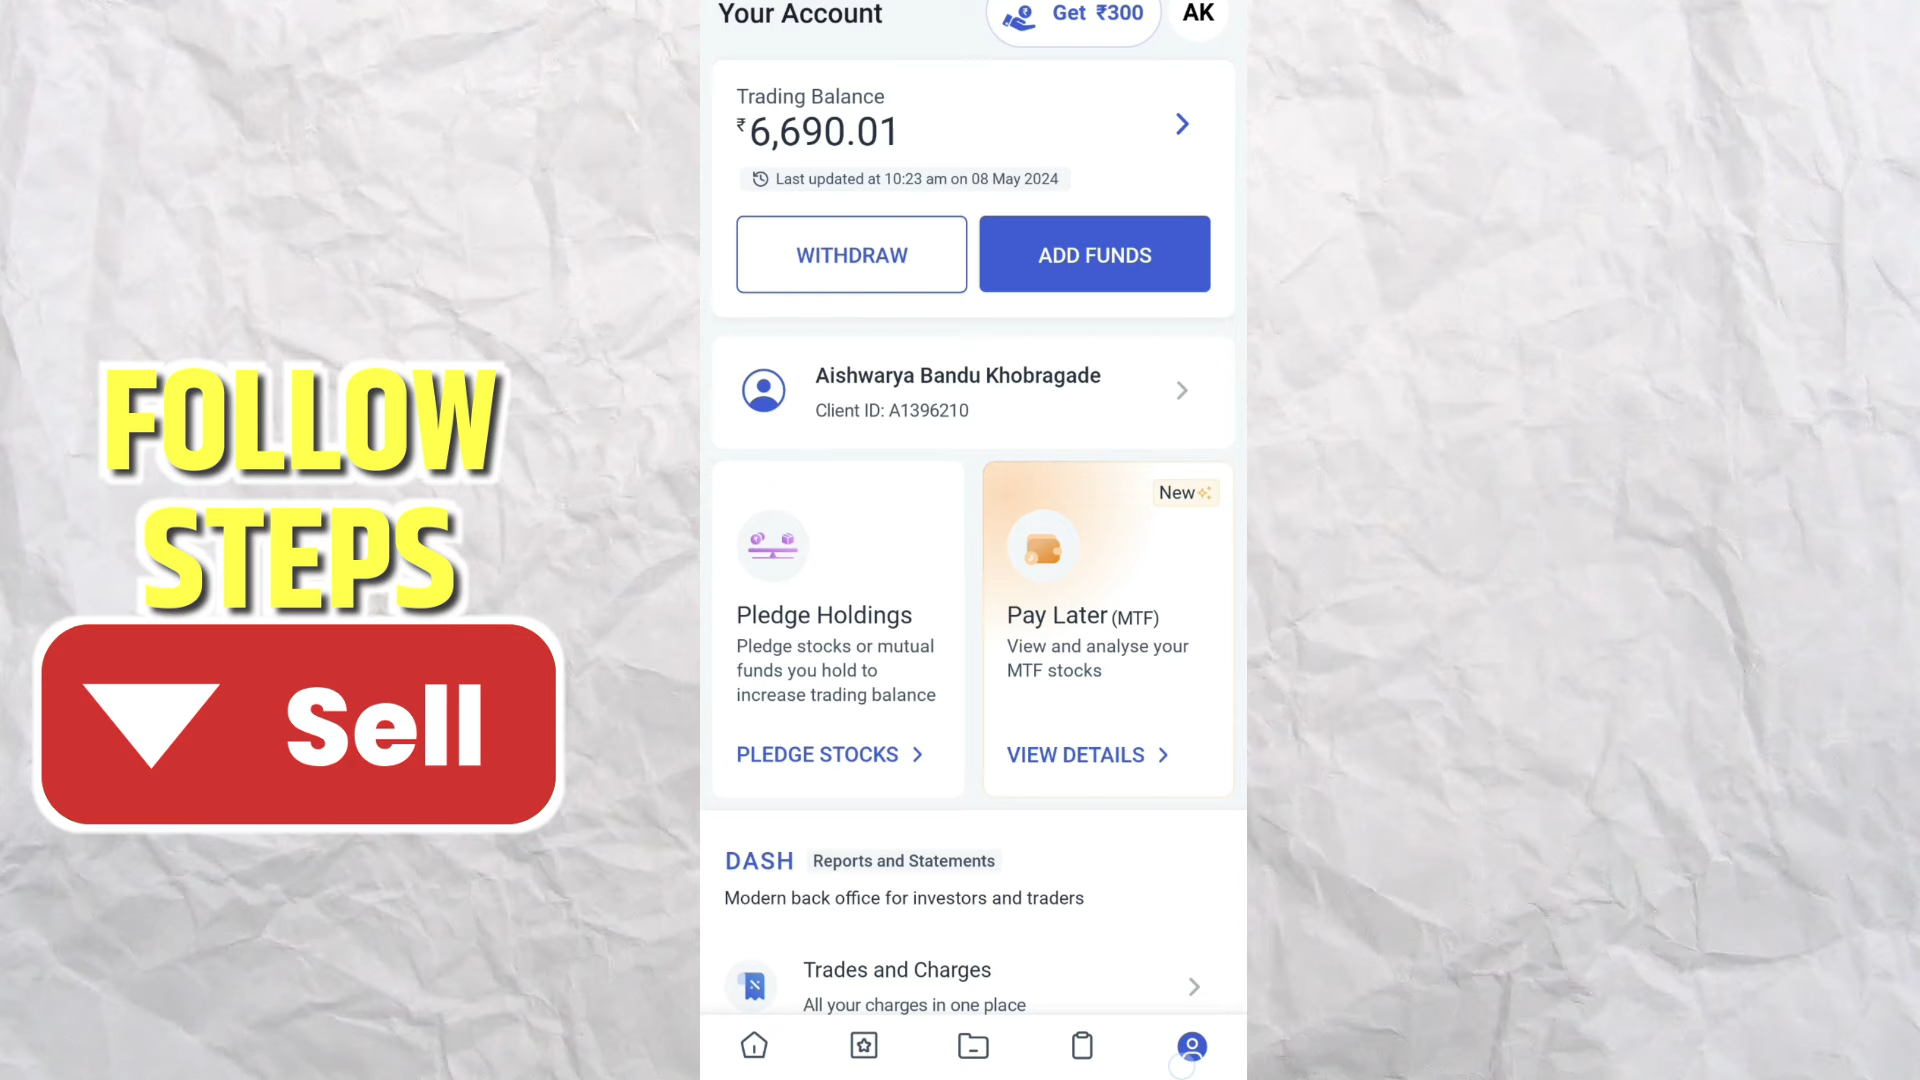 FOLLOW
STEPS
Sell
Your Account
Get ₹300
AK
Trading Balance
₹6,690.01
Last updated at 10:23 am on 08 May 2024
WITHDRAW
ADD FUNDS
Aishwarya Bandu Khobragade
Client ID: A1396210
Pledge Holdings
Pledge stocks or mutual
funds you hold to
increase trading balance
PLEDGE STOCKS
New
Pay Later (MTF)
View and analyse your
MTF stocks
VIEW DETAILS
DASH Reports and Statements
Modern back office for investors and traders
Trades and Charges
All your charges in one place